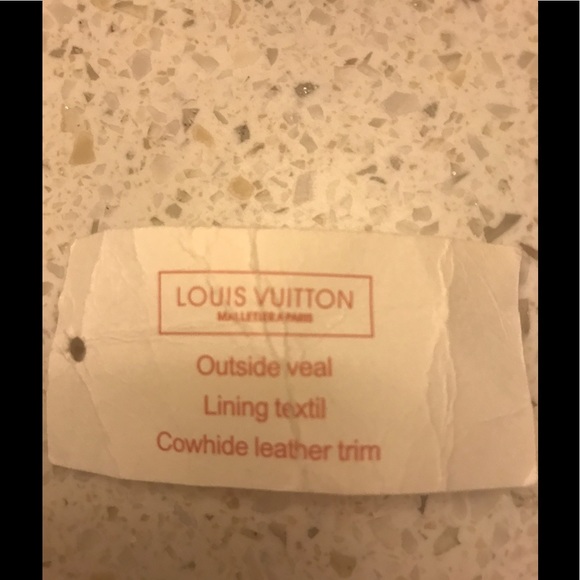 LOUIS VUITTON
MALLETIER A PARIS
Outside veal
Lining textil
Cowhide leather trim